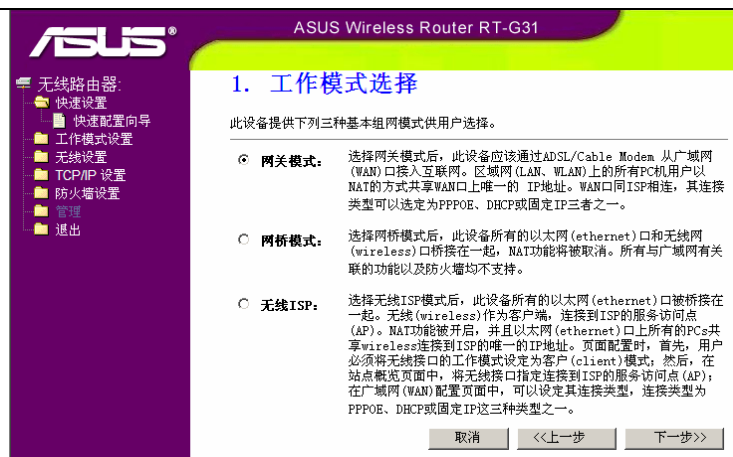 ASUS®
ASUS Wireless Router RT-G31
无线路由器:
快速设置
快速配置向导
工作模式设置
无线设置
TCP/IP 设置
防火墙设置
管理
退出
1. 工作模式选择
此设备提供下列三种基本组网模式供用户选择。
网关模式:
选择网关模式后，此设备应该通过ADSL/Cable Modem 从广域网
(WAN)口接入互联网。区域网(LAN、WLAN)上的所有PC机用户以
NAT的方式共享WAN口上唯一的 IP地址。WAN口同ISP相连，其连接
类型可以选定为PPPOE、DHCP或固定IP三者之一。
网桥模式:
选择网桥模式后，此设备所有的以太网(ethernet)口和无线网
(wireless)口桥接在一起，NAT功能将被取消。所有与广域网有关
联的功能以及防火墙均不支持。
无线ISP:
选择无线ISP模式后，此设备所有的以太网(ethernet)口被桥接在
一起。无线(wireless)作为客户端，连接到ISP的服务访问点
(AP)。NAT功能被开启，并且以太网(ethernet)口上所有的PCs共
享wireless连接到ISP的唯一的IP地址。页面配置时，首先，用户
必须将无线接口的工作模式设定为客户(client)模式；然后，在
站点概览页面中，将无线接口指定连接到ISP的服务访问点(AP)；
在广域网(WAN)配置页面中，可以设定其连接类型，连接类型为
PPPOE、DHCP或固定IP这三种类型之一。
取消
<<上一步
下一步>>